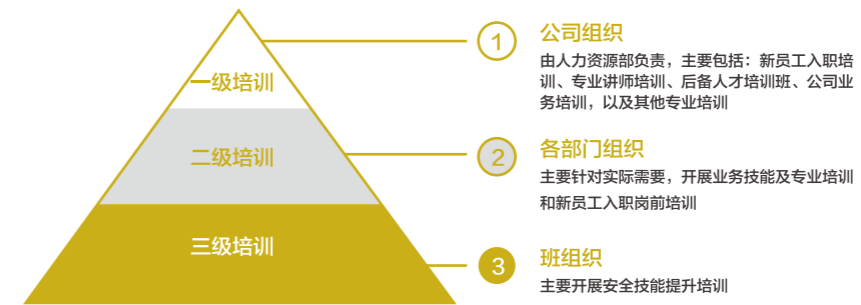 一级培训
二级培训
三级培训
1
公司组织
由人力资源部负责，主要包括：新员工入职培
训、专业讲师培训、后备人才培训班、公司业
务培训，以及其他专业培训
2
各部门组织
主要针对实际需要，开展业务技能及专业培训
和新员工入职岗前培训
3
班组织
主要开展安全技能提升培训